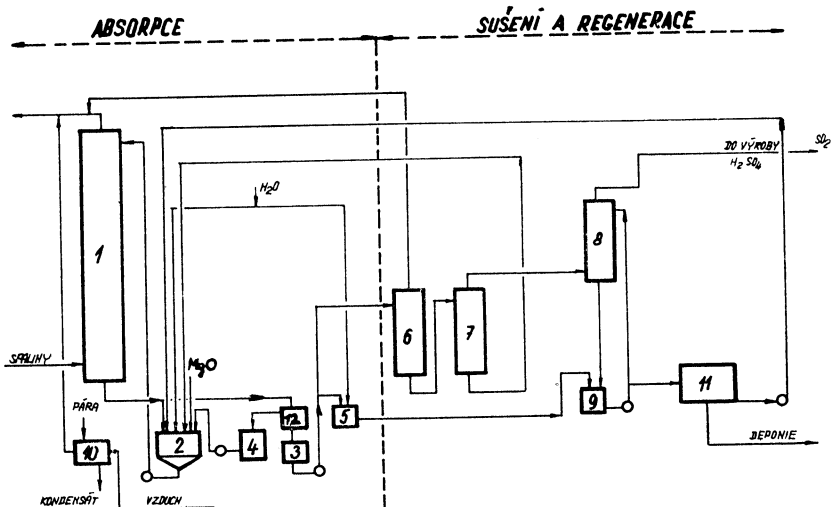 ABSORPCE
SUŠENÍ A REGENERACE
SO2
DO VÝROBY
H2SO4
H2O
8
1
6
7
SPALINY
MgO
11
PÁRA
12
5
9
2
4
3
10
DEPONIE
KONDENSÁT
VZDUCH